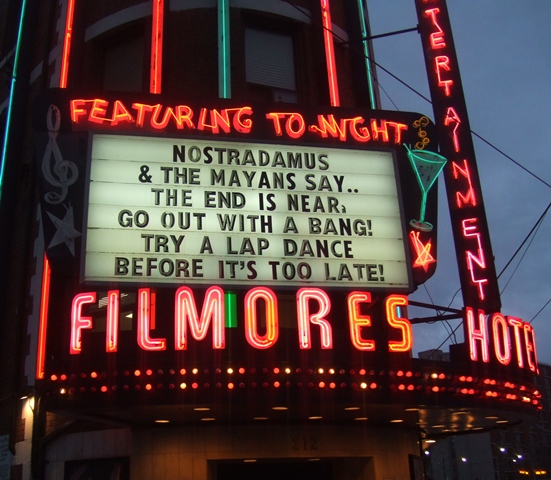 FEATURING TO-NIGHT
NOSTRADAMUS
& THE MAYANS SAY..
THE END IS NEAR,
GO OUT WITH A BANG!
TRY A LAP DANCE
BEFORE IT'S TOO LATE!
FILMORES
HOTEL
ENTERTAINMENT
212